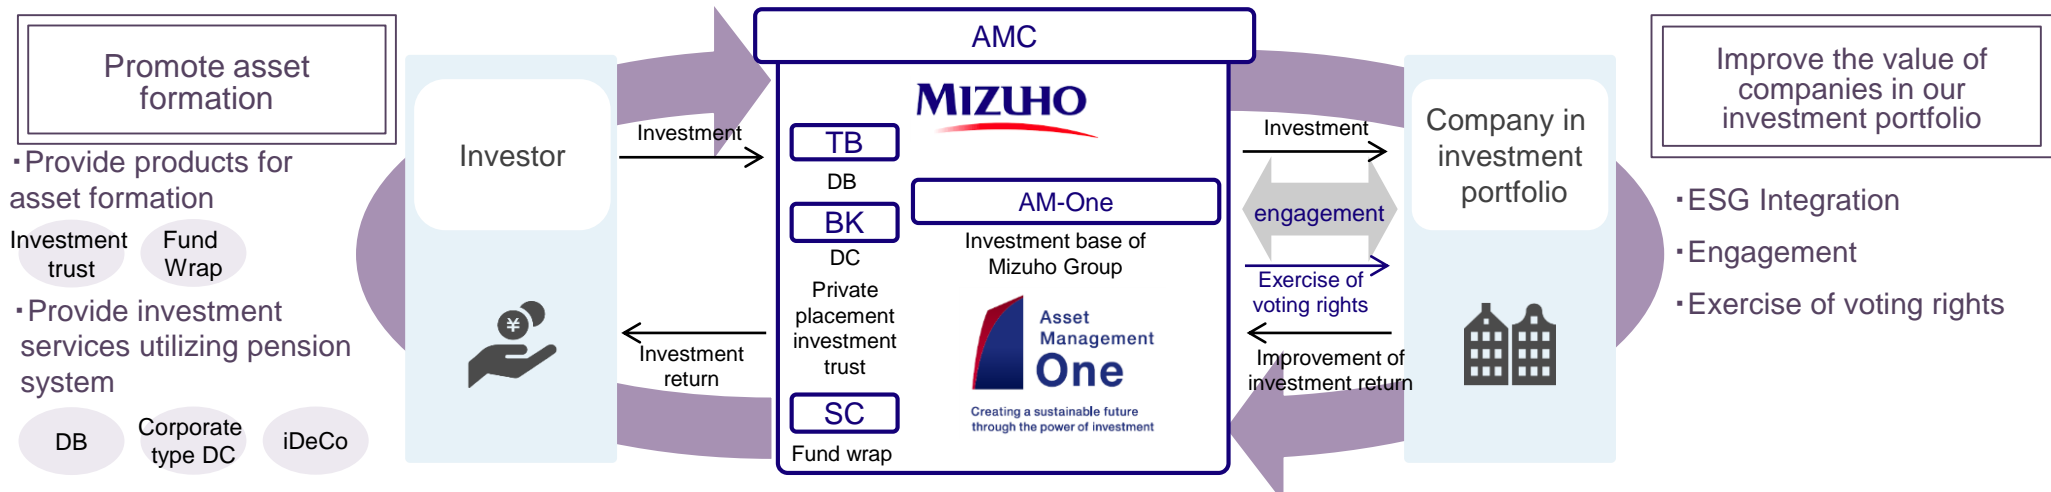 Promote asset
formation
・Provide products for
asset formation
Investment
trust
Fund
Wrap
・Provide investment
services utilizing pension
system
DB
Corporate
type DC
iDeCo
Investor
¥
Investment
Investment
return
AMC
MIZUHO
TB
DB
BK
DC
Private
placement
investment
trust
SC
Fund wrap
AM-One
Investment base of
Mizuho Group
Asset
Management
One
Creating a sustainable future
through the power of investment
Investment
engagement
Exercise of
voting rights
Improvement of
investment return
Company in
investment
portfolio
Improve the value of
companies in our
investment portfolio
・ESG Integration
・Engagement
・Exercise of voting rights